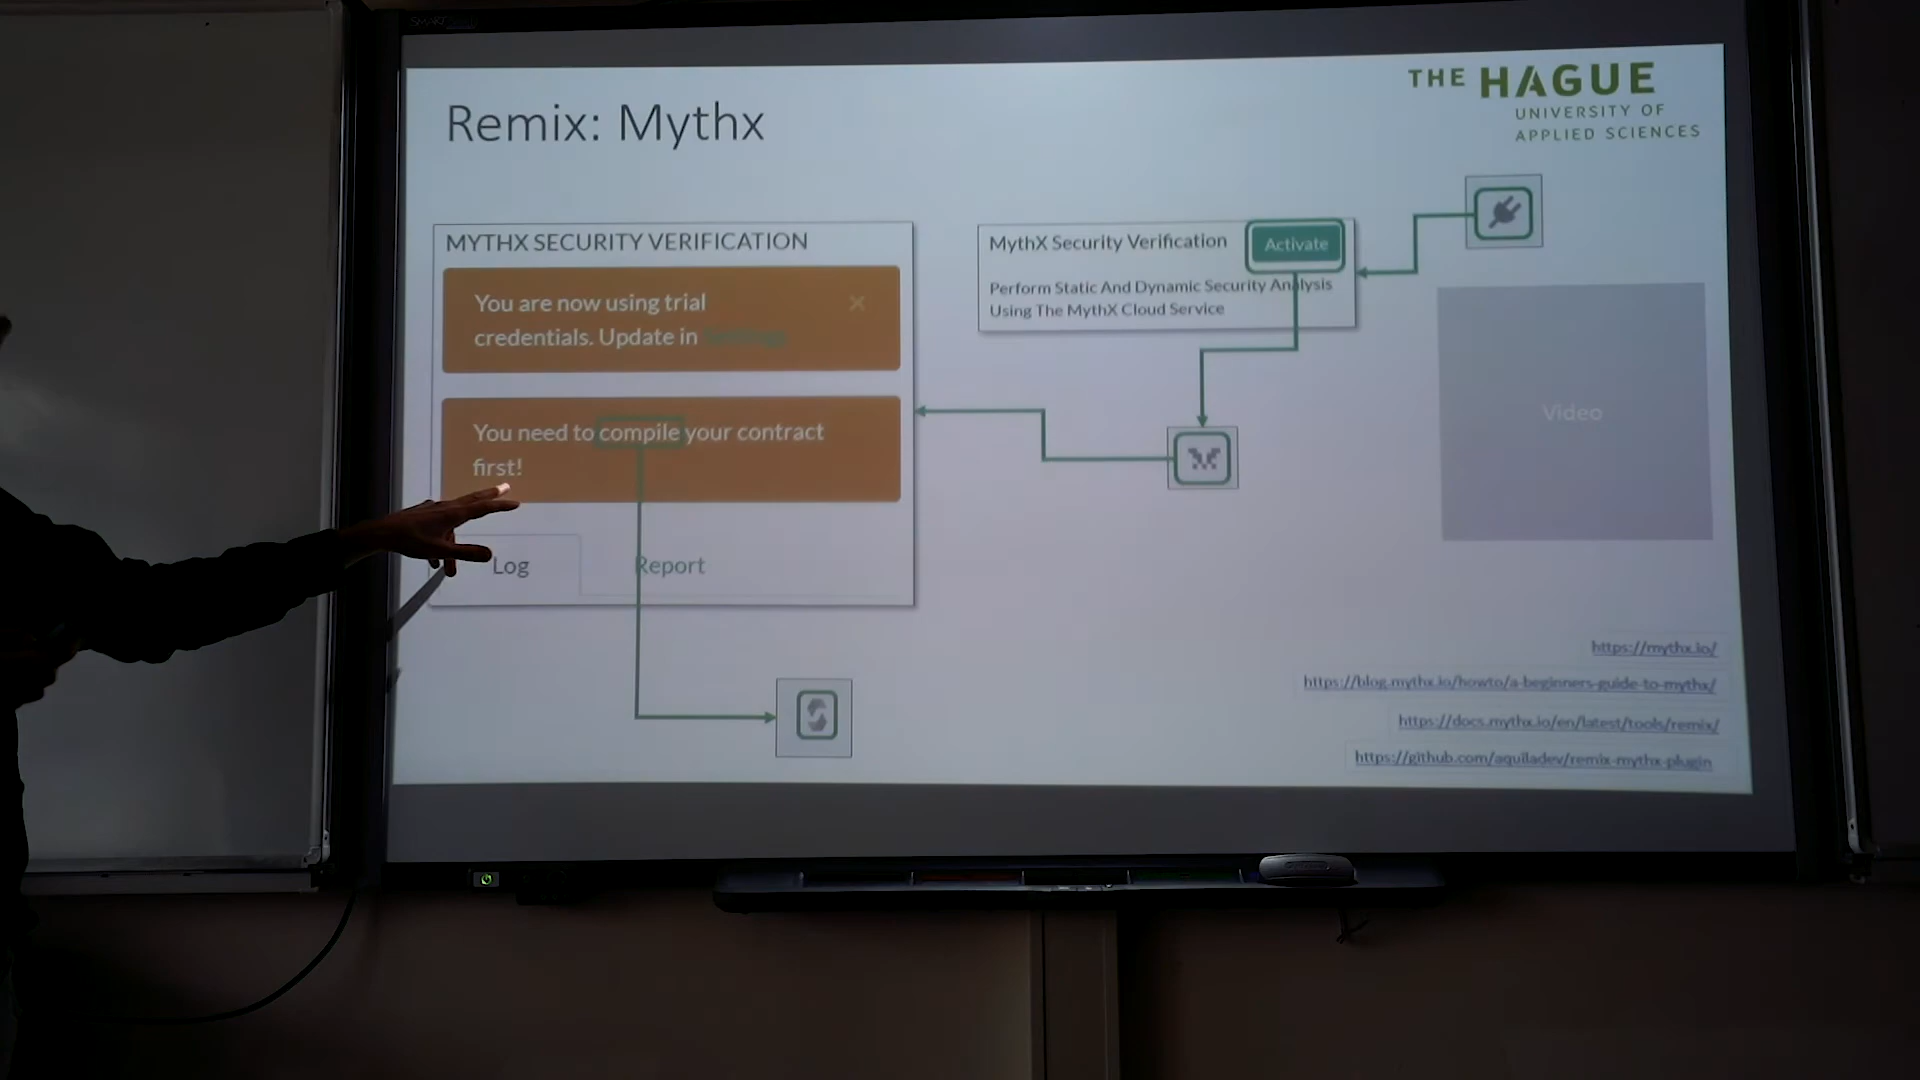 SMART
Remix: Mythx
THE HAGUE
UNIVERSITY OF
APPLIED SCIENCES
MYTHX SECURITY VERIFICATION
You are now using trial
credentials. Update in Settings
You need to compile your contract
first!
Log
Report
MythX Security Verification
Activate
Perform Static And Dynamic Security Analysis
Using The MythX Cloud Service
Video
https://mythx.io/
https://blog.mythx.io/howto/a-beginners-guide-to-mythx/
https://docs.mythx.io/en/latest/tools/remix/
https://github.com/aquiladev/remix-mythx-plugin